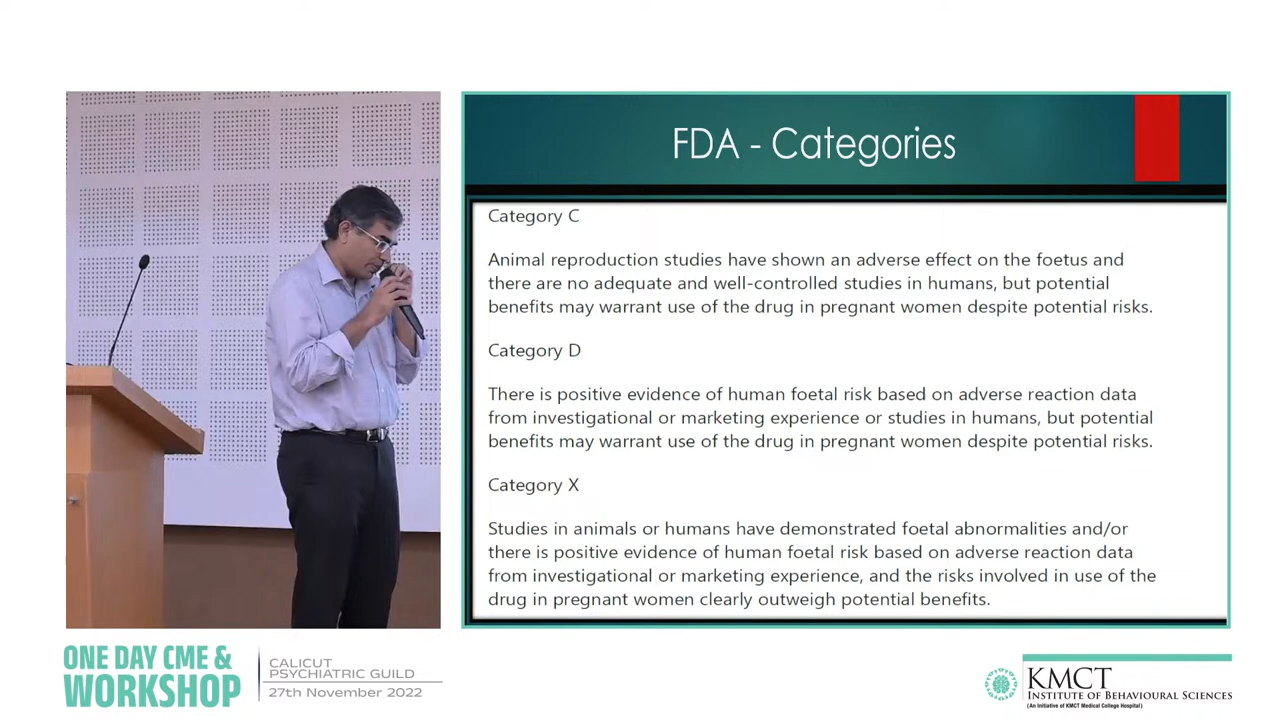 FDA - Categories
Category C
Animal reproduction studies have shown an adverse effect on the foetus and
there are no adequate and well-controlled studies in humans, but potential
benefits may warrant use of the drug in pregnant women despite potential risks.
Category D
There is positive evidence of human foetal risk based on adverse reaction data
from investigational or marketing experience or studies in humans, but potential
benefits may warrant use of the drug in pregnant women despite potential risks.
Category X
Studies in animals or humans have demonstrated foetal abnormalities and/or
there is positive evidence of human foetal risk based on adverse reaction data
from investigational or marketing experience, and the risks involved in use of the
drug in pregnant women clearly outweigh potential benefits.
ONE DAY CME &
WORKSHOP
CALICUT
PSYCHIATRIC GUILD
27th November 2022
KMCT
INSTITUTE OF BEHAVIOURAL SCIENCES
(An Initiative of KMCT Medical College Hospital)